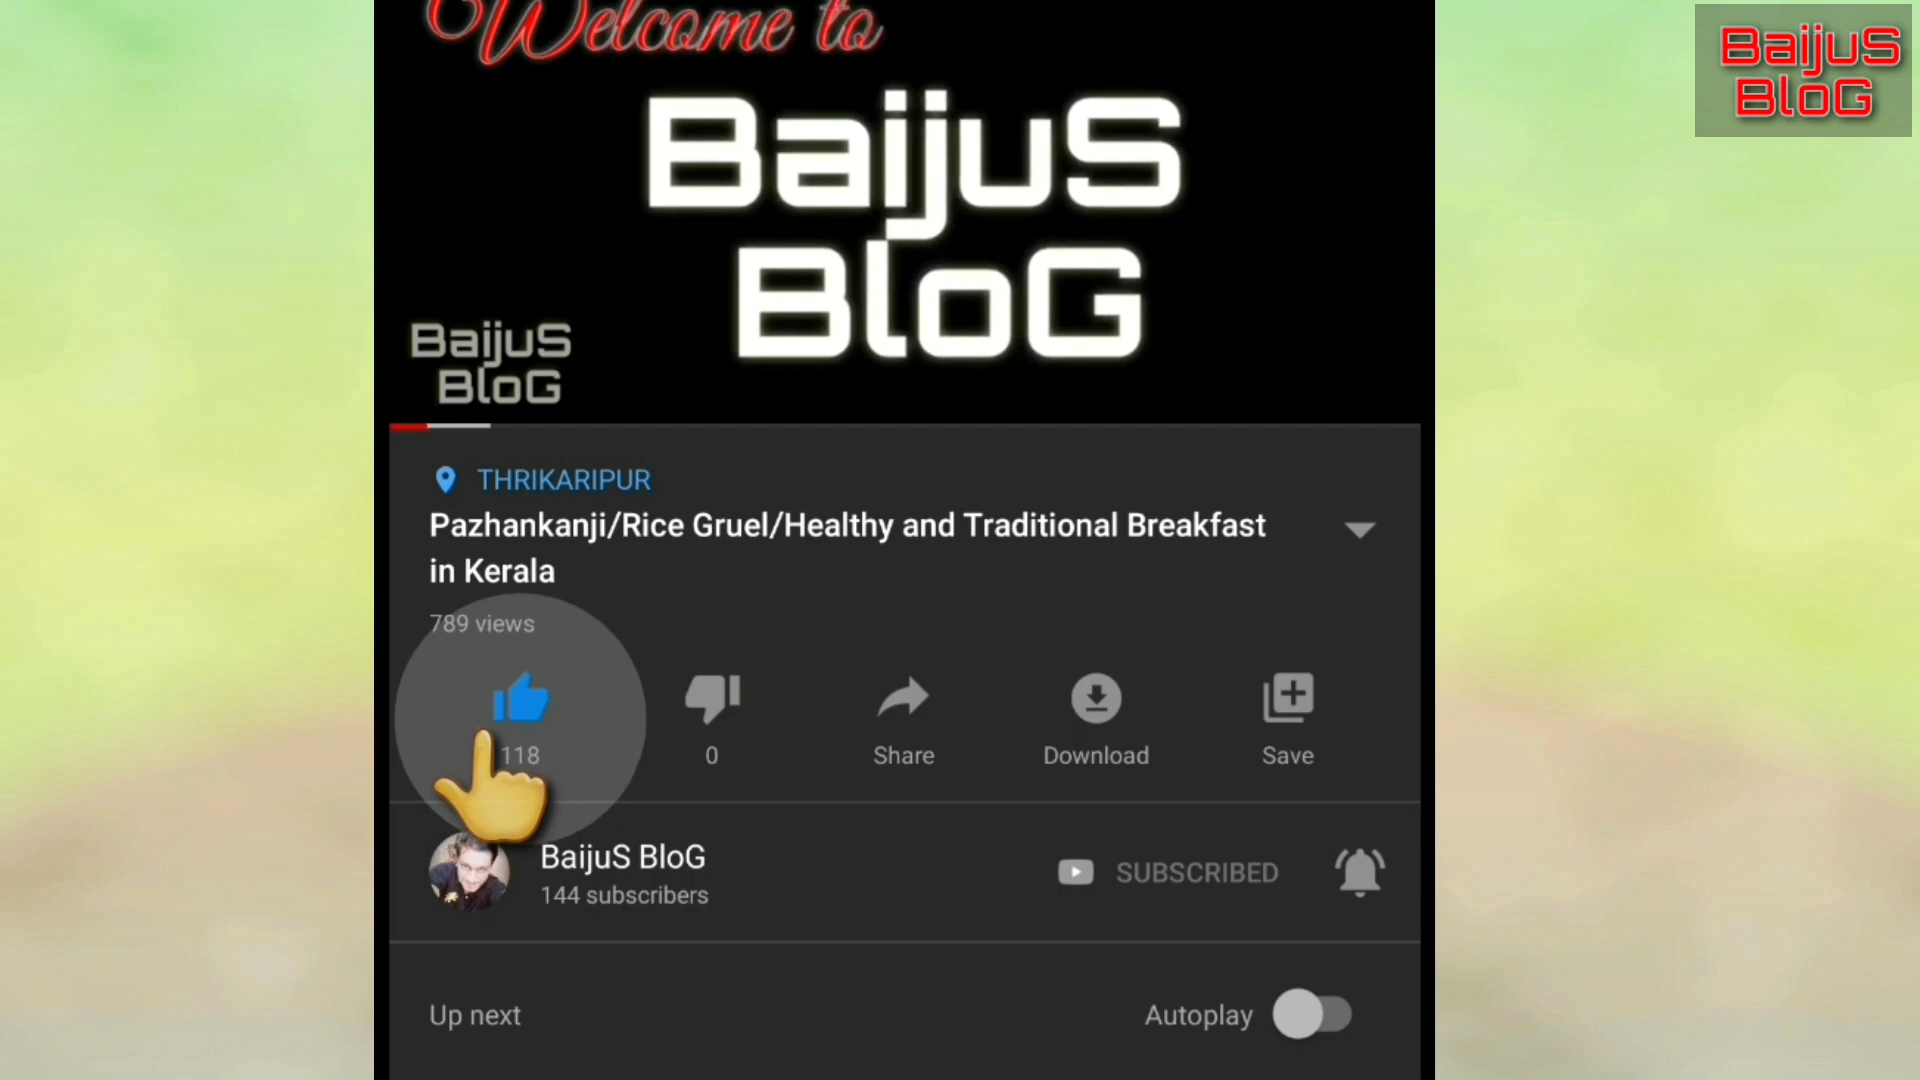 Welcome to
BaijuS
BloG
BaijuS
BloG
BaijuS
BloG
THRIKARIPUR
Pazhankanji/Rice Gruel/Healthy and Traditional Breakfast
in Kerala
789 views
118
0
Share
Download
Save
BaijuS BloG
144 subscribers
SUBSCRIBED
Up next
Autoplay